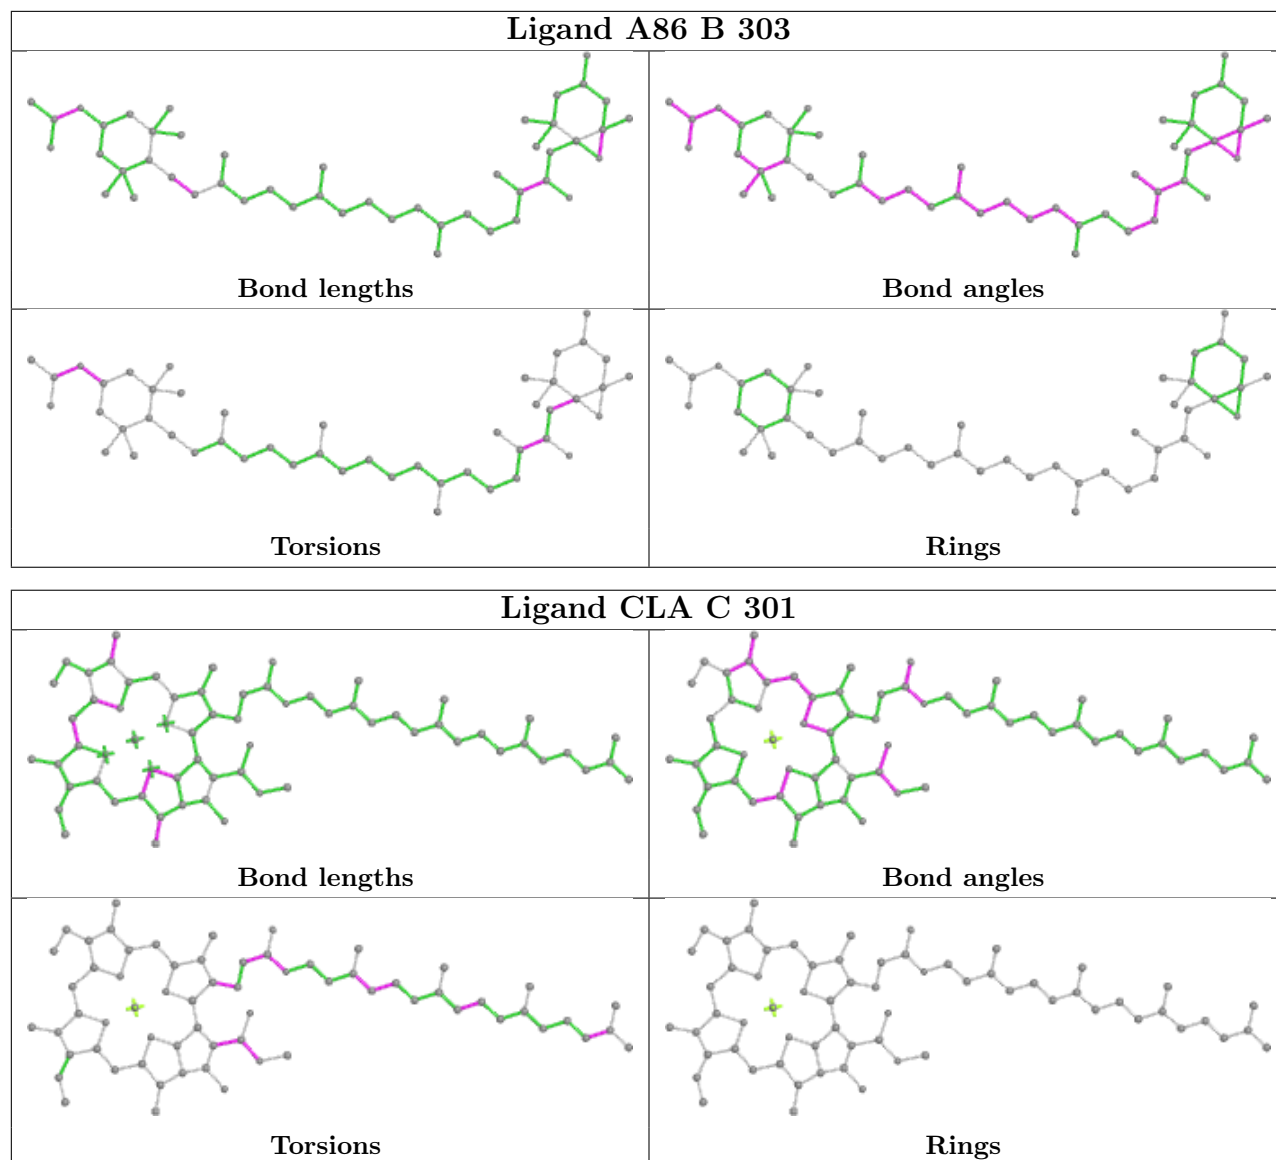 Ligand A86 B 303
Bond lengths
Bond angles
Torsions
Rings
Ligand CLA C 301
Bond lengths
Bond angles
Torsions
Rings